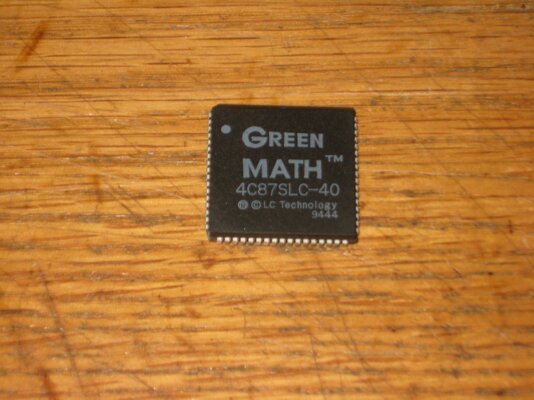 GREEN
MATH™
4C87SLC-40
Ⓜ ©LC Technology
9444